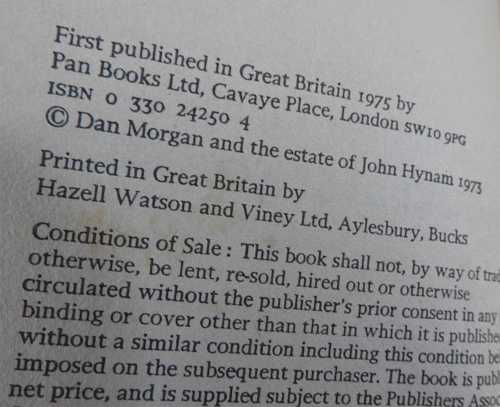 First published in Great Britain 1975 by
Pan Books Ltd, Cavaye Place, London SW10 9PG
ISBN 0 330 24250 4
© Dan Morgan and the estate of John Hynam 1973
Printed in Great Britain by
Hazell Watson and Viney Ltd, Aylesbury, Bucks
Conditions of Sale: This book shall not, by way of trad
otherwise, be lent, re-sold, hired out or otherwise
circulated without the publisher's prior consent in any
binding or cover other than that in which it is publishe
without a similar condition including this condition be
imposed on the subsequent purchaser. The book is publ
net price, and is supplied subject to the Publishers Assoc